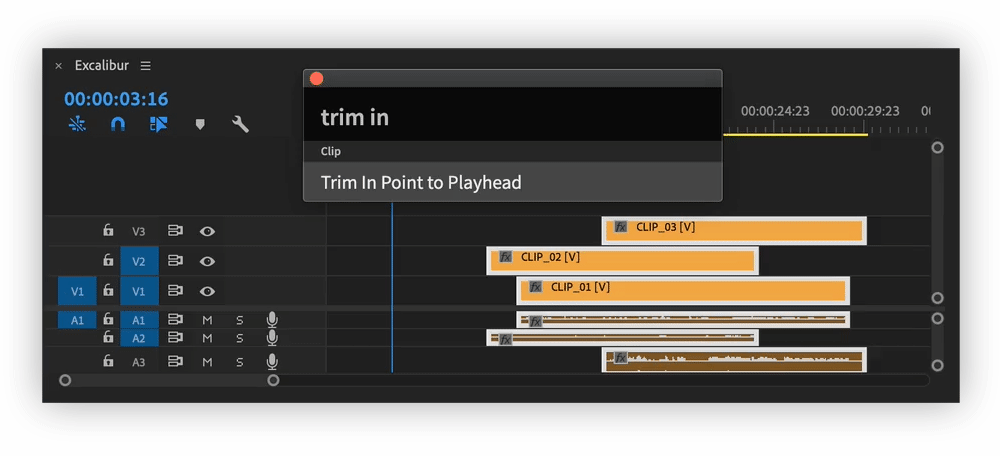 × Excalibur ☰
00:00:03:16
trim in
Clip
Trim In Point to Playhead
00:00:24:23 00:00:29:23 00
V3 fx CLIP_03 [V]
V2 fx CLIP_02 [V]
V1 V1 fx CLIP_01 [V]
A1 A1 M S fx
A2 M S fx
A3 M S fx